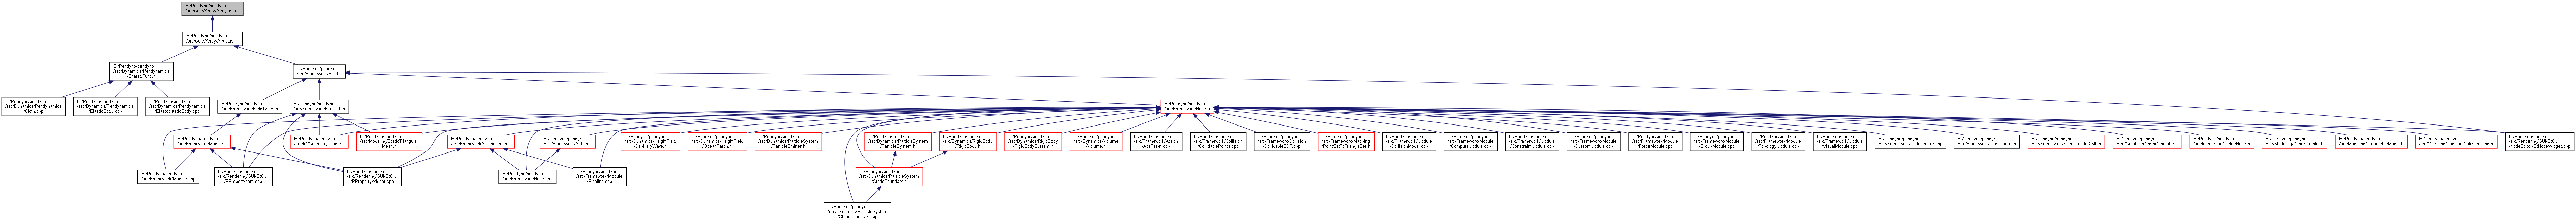 E:/Peridyno/peridyno
/src/Core/Array/ArrayList.inl
E:/Peridyno/peridyno
/src/Core/Array/ArrayList.h
E:/Peridyno/peridyno
/src/Dynamics/Peridynamics
/SharedFunc.h
E:/Peridyno/peridyno
/src/Framework/Field.h
E:/Peridyno/peridyno
/src/Dynamics/Peridynamics
/Cloth.cpp
E:/Peridyno/peridyno
/src/Dynamics/Peridynamics
/ElasticBody.cpp
E:/Peridyno/peridyno
/src/Dynamics/Peridynamics
/ElastoplasticBody.cpp
E:/Peridyno/peridyno
/src/Framework/FieldTypes.h
E:/Peridyno/peridyno
/src/Framework/FilePath.h
E:/Peridyno/peridyno
/src/Framework/Node.h
E:/Peridyno/peridyno
/src/Framework/Module.h
E:/Peridyno/peridyno
/src/IO/GeometryLoader.h
E:/Peridyno/peridyno
/src/Modeling/StaticTriangular
Mesh.h
E:/Peridyno/peridyno
/src/Framework/SceneGraph.h
E:/Peridyno/peridyno
/src/Framework/Action.h
E:/Peridyno/peridyno
/src/Dynamics/HeightField
/CapillaryWave.h
E:/Peridyno/peridyno
/src/Dynamics/HeightField
/OceanPatch.h
E:/Peridyno/peridyno
/src/Dynamics/ParticleSystem
/ParticleEmitter.h
E:/Peridyno/peridyno
/src/Dynamics/ParticleSystem
/ParticleSystem.h
E:/Peridyno/peridyno
/src/Dynamics/RigidBody
/RigidBody.h
E:/Peridyno/peridyno
/src/Dynamics/RigidBody
/RigidBodySystem.h
E:/Peridyno/peridyno
/src/Dynamics/Volume
/Volume.h
E:/Peridyno/peridyno
/src/Framework/Action
/ActReset.cpp
E:/Peridyno/peridyno
/src/Framework/Collision
/CollidablePoints.cpp
E:/Peridyno/peridyno
/src/Framework/Collision
/CollidableSDF.cpp
E:/Peridyno/peridyno
/src/Framework/Mapping
/PointSetToTriangleSet.h
E:/Peridyno/peridyno
/src/Framework/Module
/CollisionModel.cpp
E:/Peridyno/peridyno
/src/Framework/Module
/ComputeModule.cpp
E:/Peridyno/peridyno
/src/Framework/Module
/ConstraintModule.cpp
E:/Peridyno/peridyno
/src/Framework/Module
/CustomModule.cpp
E:/Peridyno/peridyno
/src/Framework/Module
/ForceModule.cpp
E:/Peridyno/peridyno
/src/Framework/Module
/GroupModule.cpp
E:/Peridyno/peridyno
/src/Framework/Module
/TopologyModule.cpp
E:/Peridyno/peridyno
/src/Framework/Module
/VisualModule.cpp
E:/Peridyno/peridyno
/src/Framework/NodeIterator.cpp
E:/Peridyno/peridyno
/src/Framework/NodePort.cpp
E:/Peridyno/peridyno
/src/Framework/SceneLoaderXML.h
E:/Peridyno/peridyno
/src/GmshIO/GmshGenerator.h
E:/Peridyno/peridyno
/src/Interaction/PickerNode.h
E:/Peridyno/peridyno
/src/Modeling/CubeSampler.h
E:/Peridyno/peridyno
/src/Modeling/ParametricModel.h
E:/Peridyno/peridyno
/src/Modeling/PoissonDiskSampling.h
E:/Peridyno/peridyno
/src/Rendering/GUI/QtGUI
/NodeEditor/QtNodeWidget.cpp
E:/Peridyno/peridyno
/src/Framework/Module.cpp
E:/Peridyno/peridyno
/src/Rendering/GUI/QtGUI
/PPropertyItem.cpp
E:/Peridyno/peridyno
/src/Rendering/GUI/QtGUI
/PPropertyWidget.cpp
E:/Peridyno/peridyno
/src/Framework/Node.cpp
E:/Peridyno/peridyno
/src/Framework/Module
/Pipeline.cpp
E:/Peridyno/peridyno
/src/Dynamics/ParticleSystem
/StaticBoundary.h
E:/Peridyno/peridyno
/src/Dynamics/ParticleSystem
/StaticBoundary.cpp